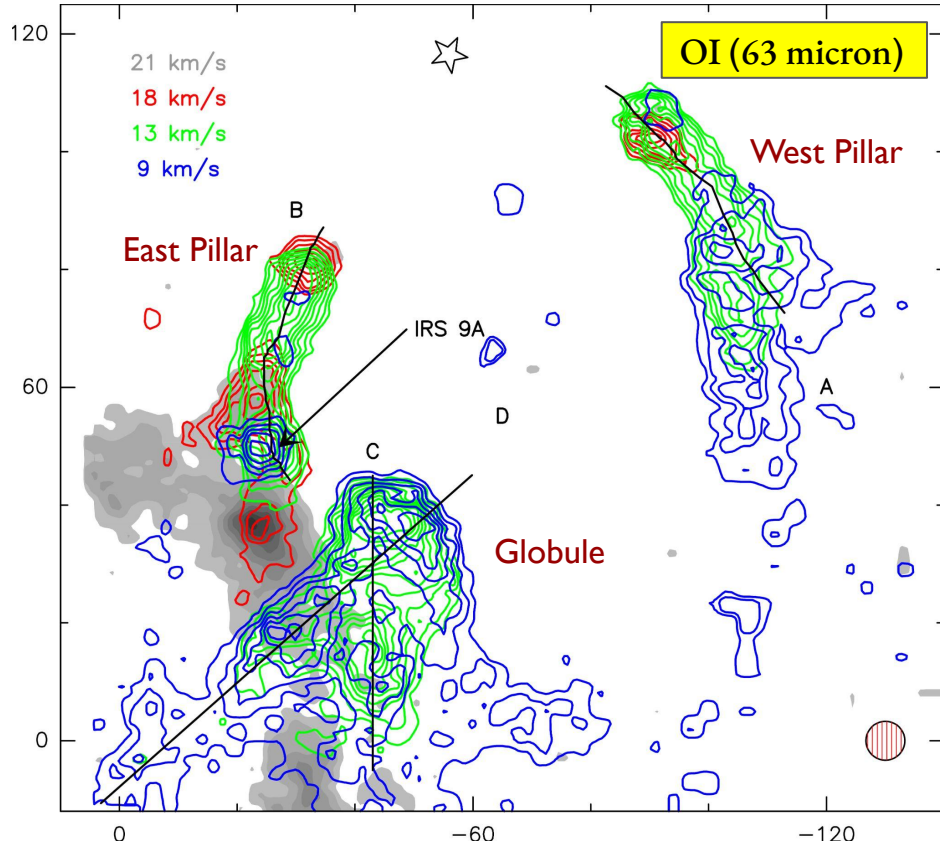 120
OI (63 micron)
21 km/s
18 km/s
13 km/s
9 km/s
West Pillar
B
East Pillar
IRS 9A
60
A
D
C
Globule
0
0
−60
−120